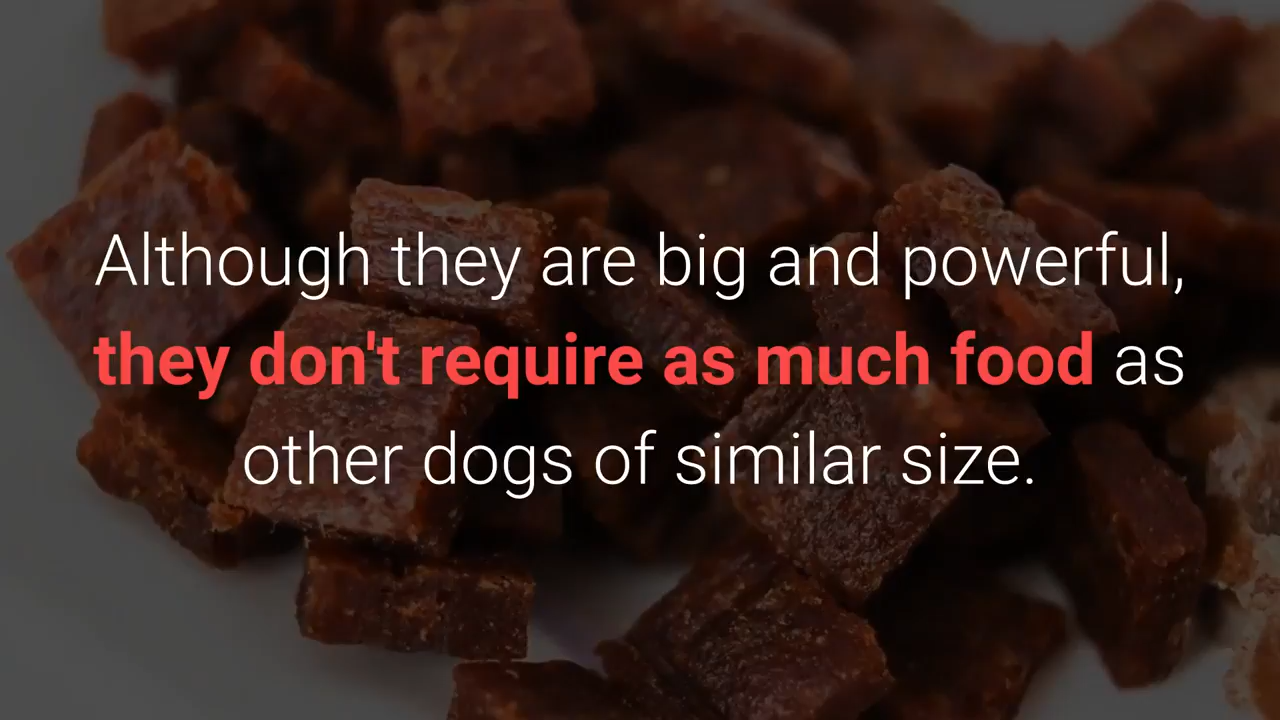 Although they are big and powerful,
they don't require as much food as
other dogs of similar size.